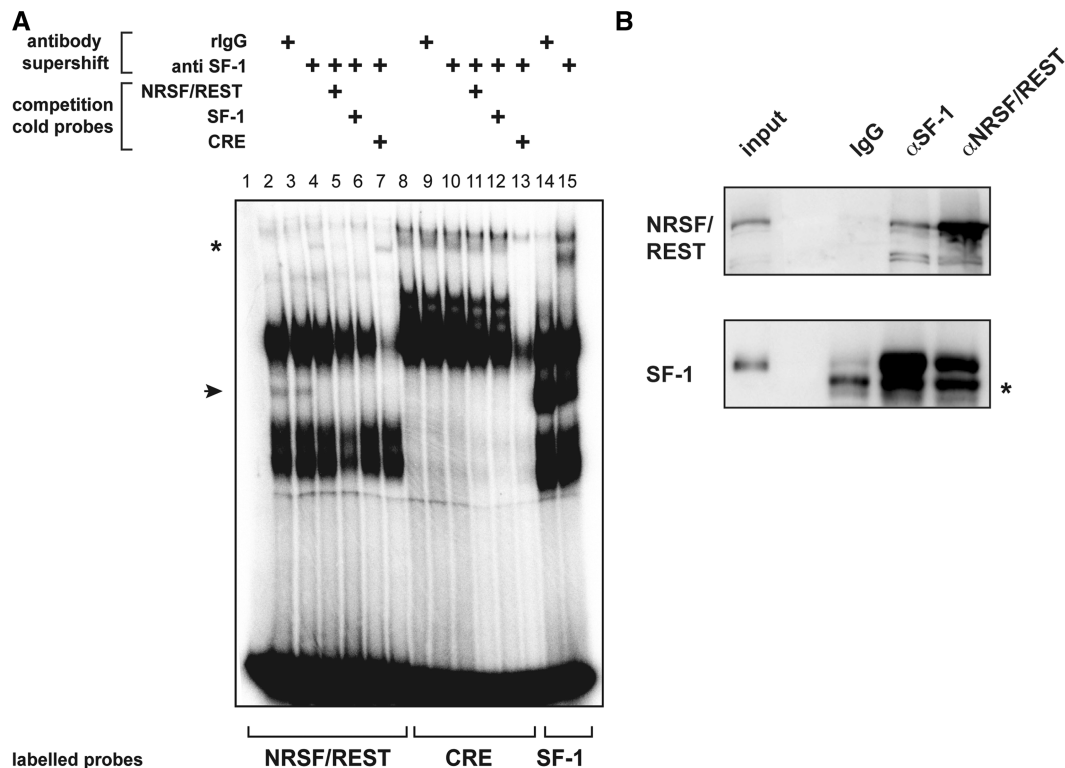 A
antibody
supershift
rIgG + + +
anti SF-1 + + + + + + + + +
competition
cold probes
NRSF/REST + +
SF-1 + +
CRE + +
1 2 3 4 5 6 7 8 9 10 11 12 13 14 15
*
labelled probes
NRSF/REST CRE SF-1
B
input IgG αSF-1 αNRSF/REST
NRSF/
REST
SF-1
*